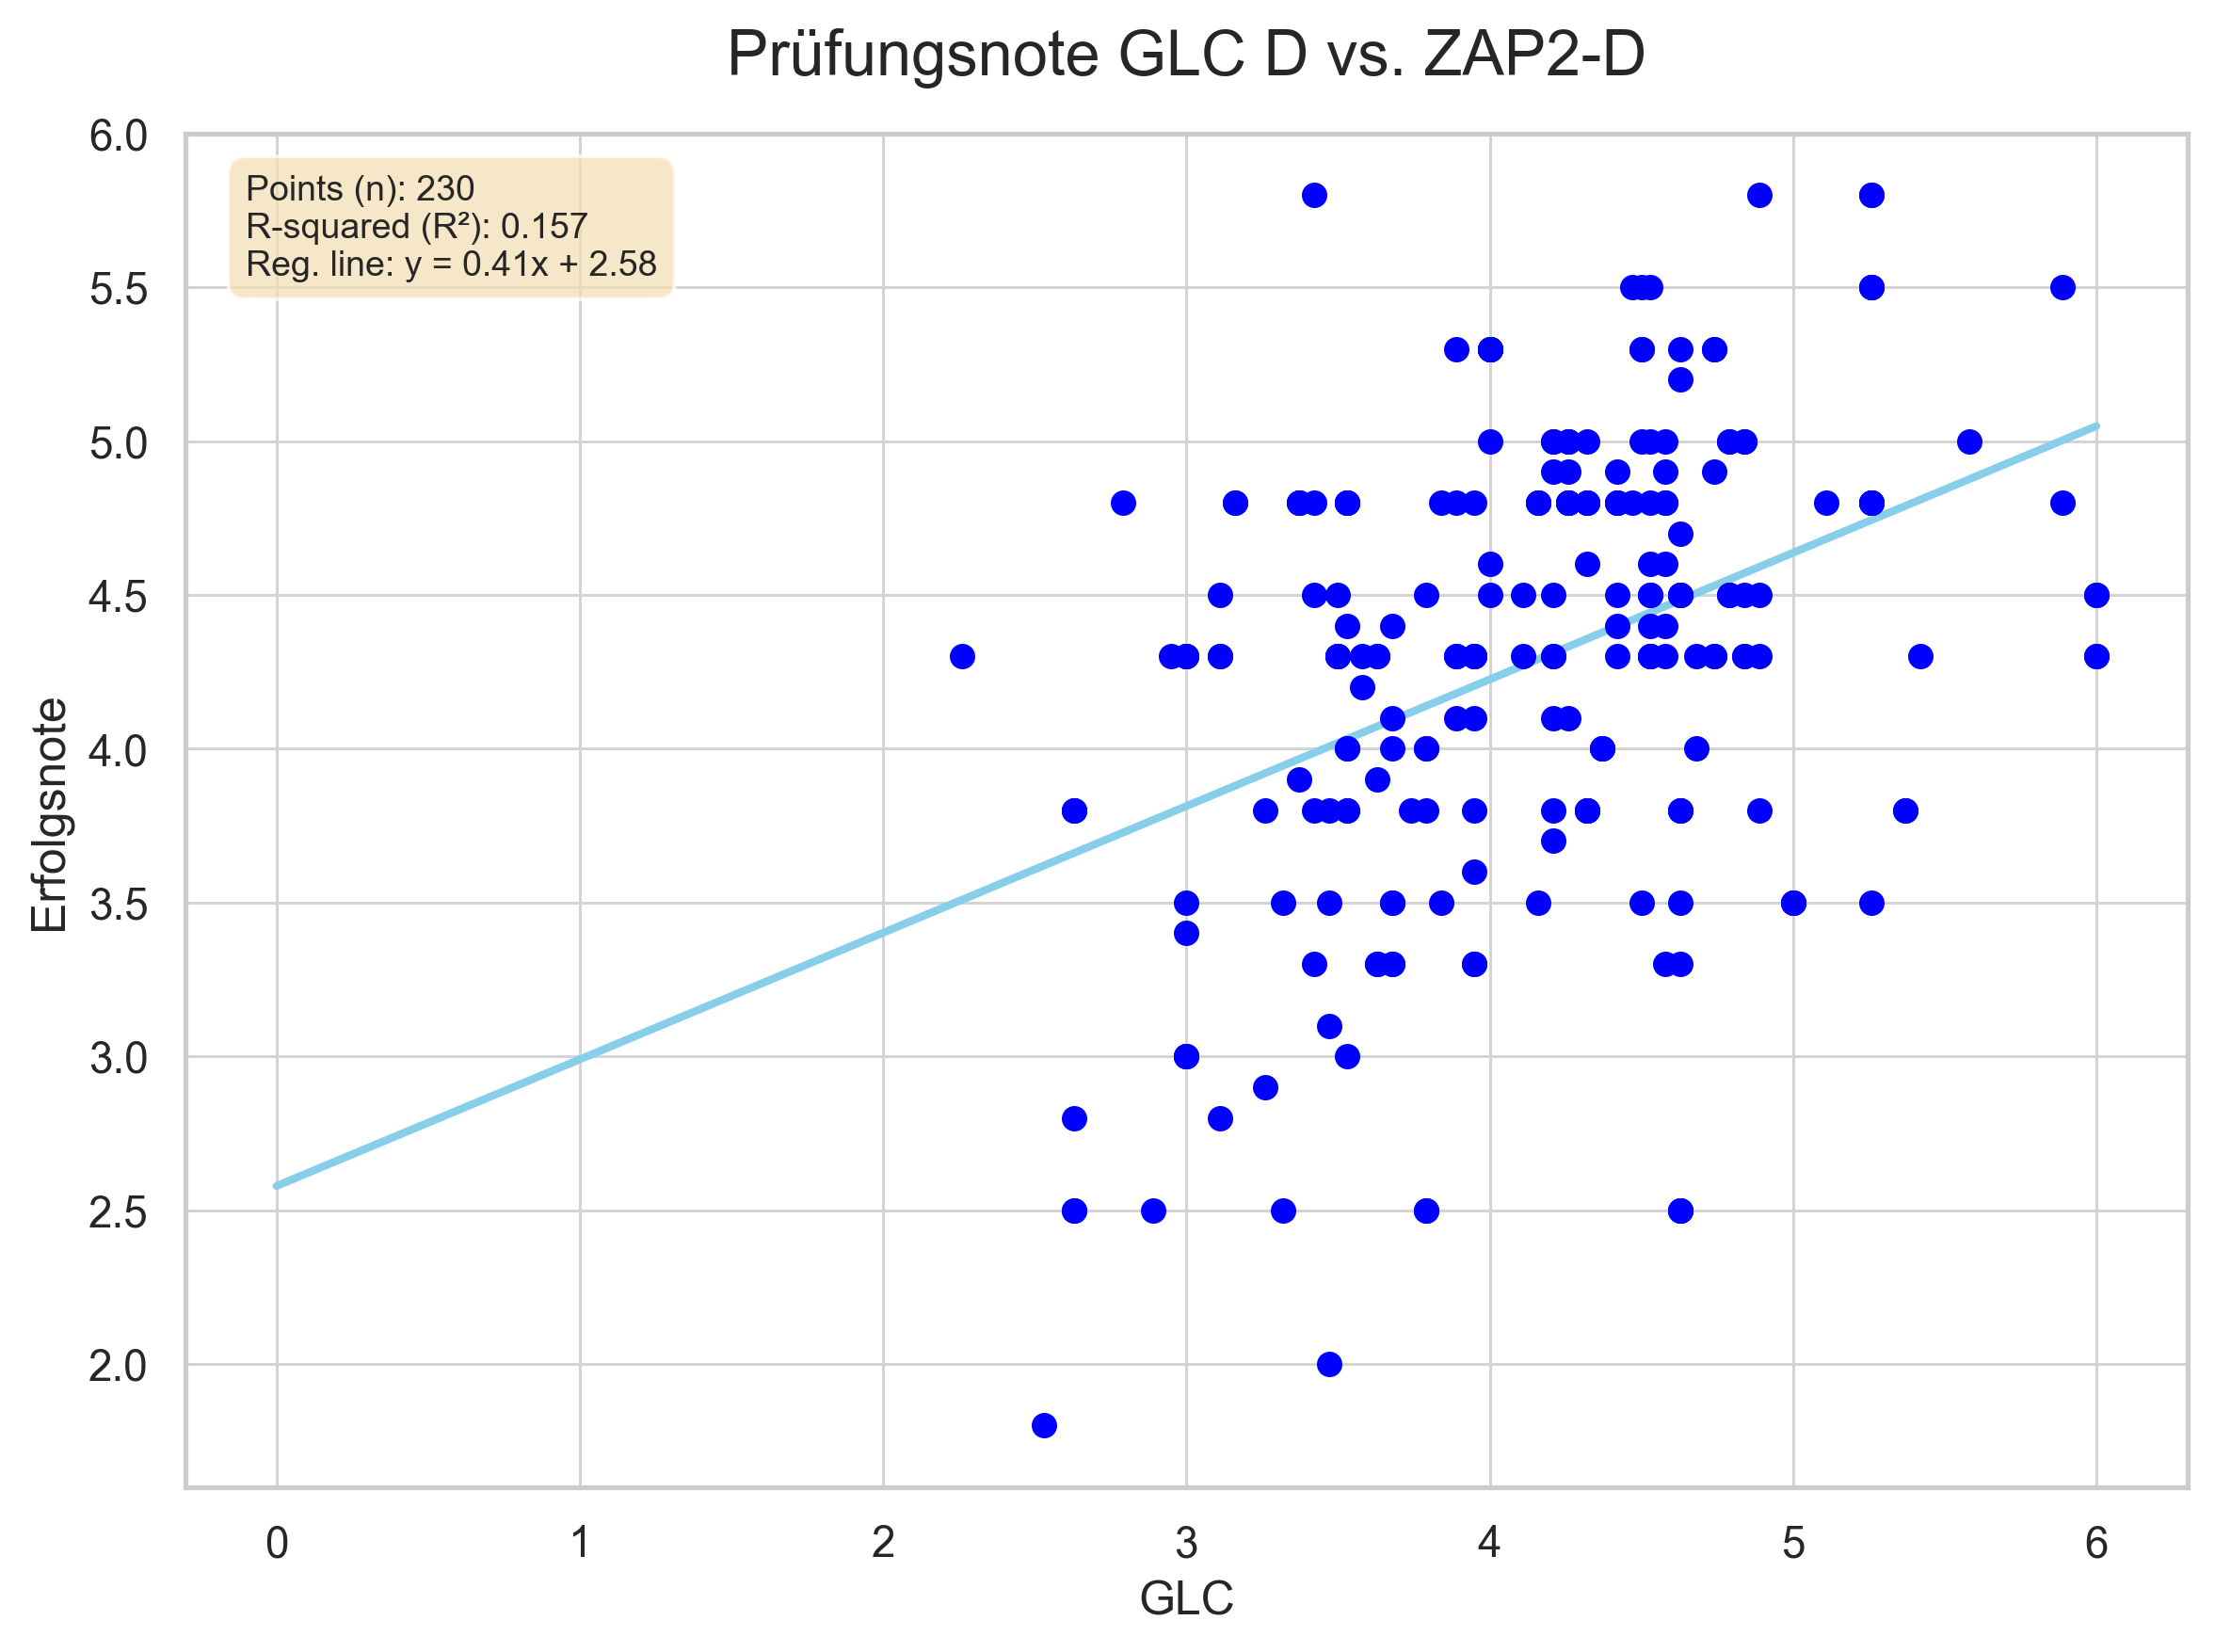 Prüfungsnote GLC D vs. ZAP2-D
6.0
Points (n): 230
R-squared (R²): 0.157
Reg. line: y = 0.41x + 2.58
5.5
5.0
4.5
4.0
3.5
3.0
2.5
2.0
Erfolgsnote
0 1 2 3 4 5 6
GLC